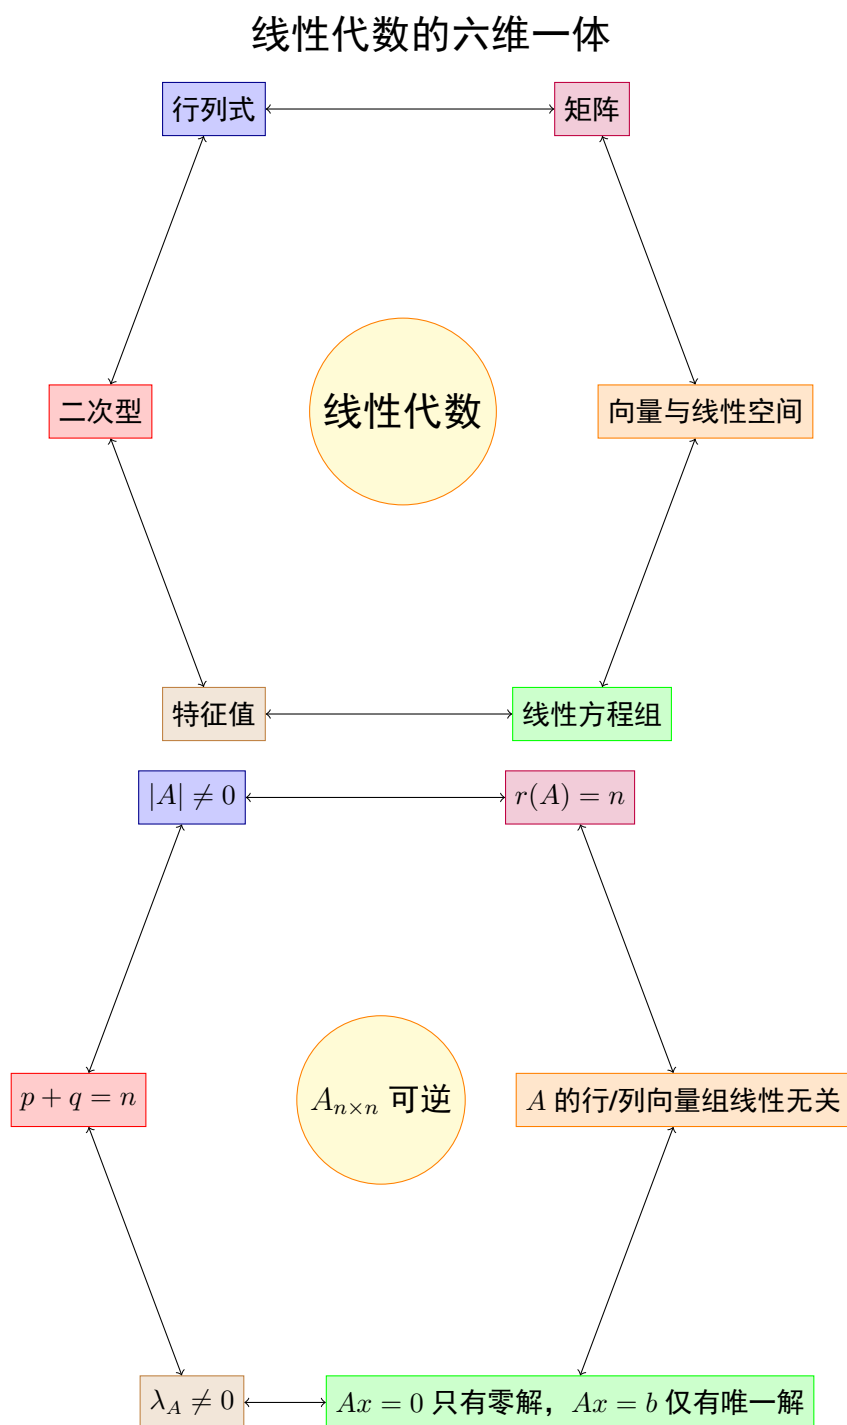 线性代数的六维一体
行列式
矩阵
二次型
线性代数
向量与线性空间
特征值
线性方程组
|A| ≠ 0
r(A) = n
p + q = n
Aₙ×ₙ 可逆
A 的行/列向量组线性无关
λ_A ≠ 0
Ax = 0 只有零解，Ax = b 仅有唯一解